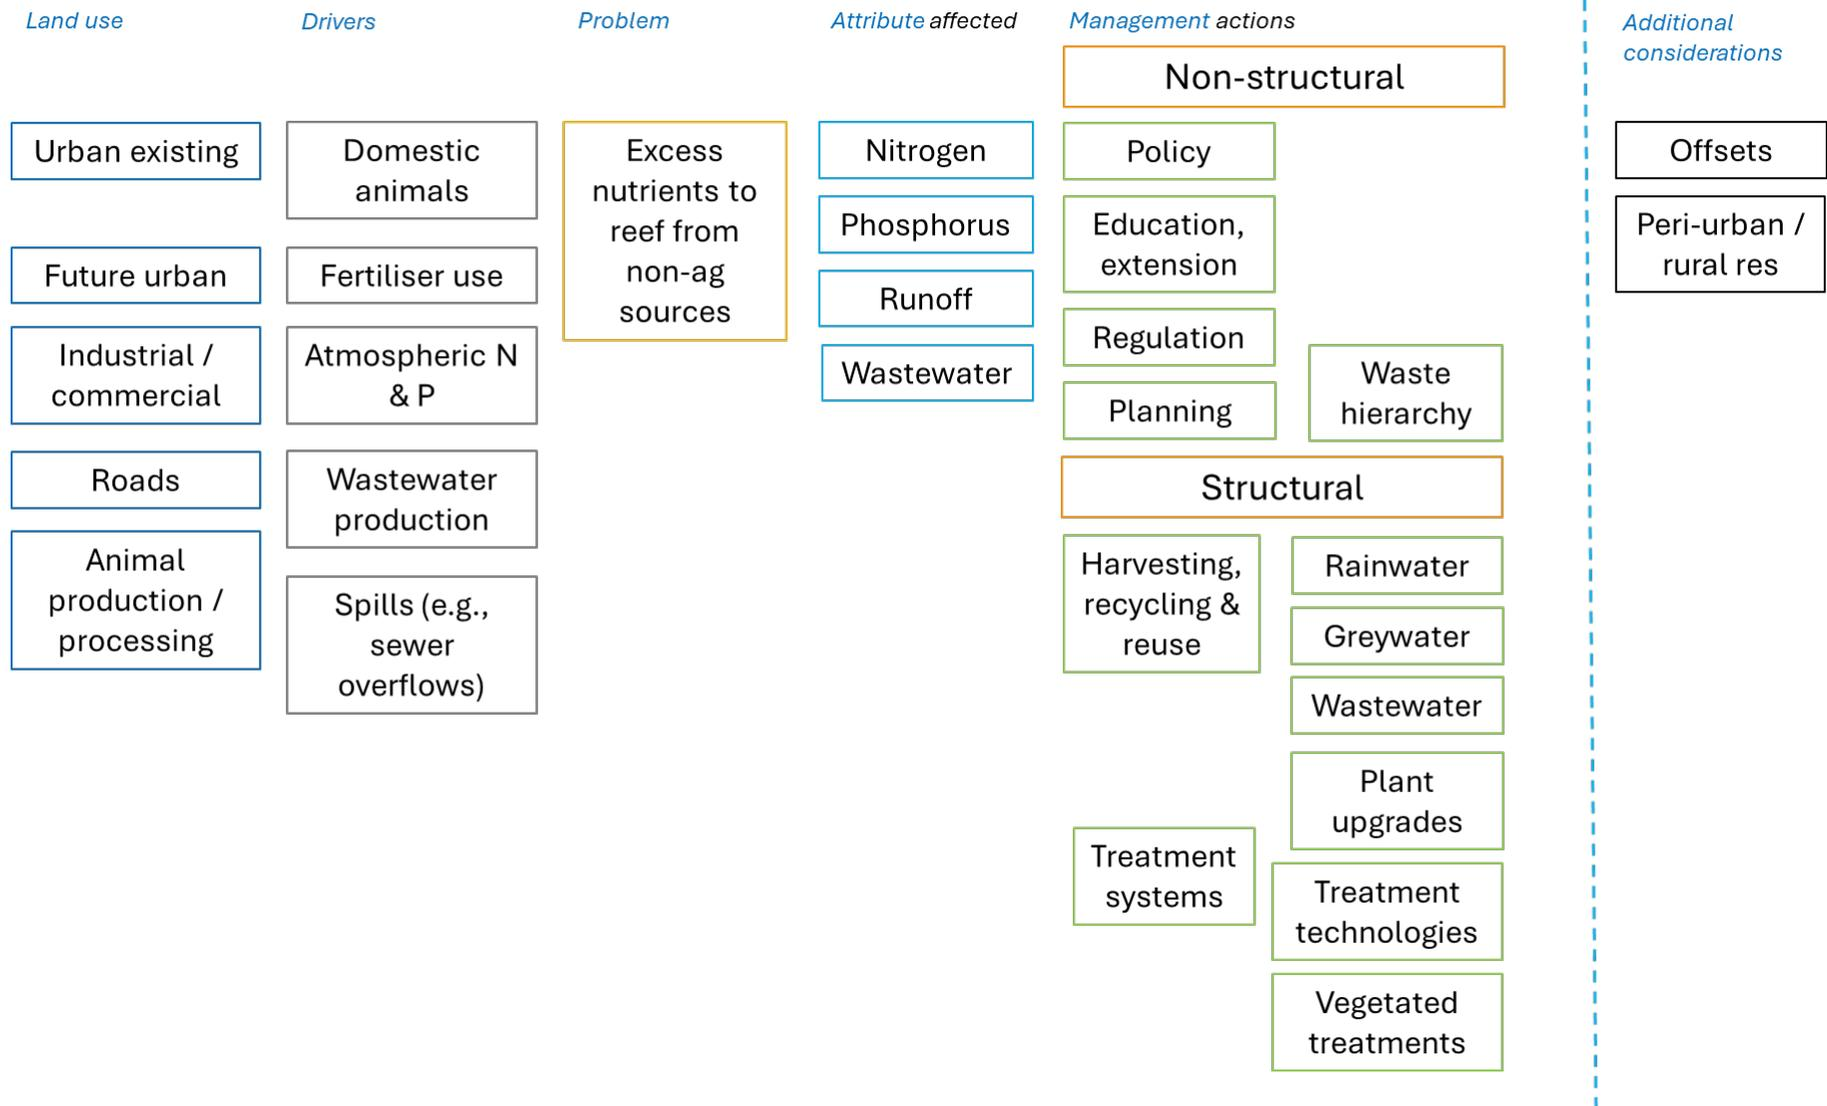 Land use
Drivers
Problem
Attribute affected
Management actions
Additional
considerations
Non-structural
Urban existing
Future urban
Industrial /
commercial
Roads
Animal
production /
processing
Domestic
animals
Fertiliser use
Atmospheric N
& P
Wastewater
production
Spills (e.g.,
sewer
overflows)
Excess
nutrients to
reef from
non-ag
sources
Nitrogen
Phosphorus
Runoff
Wastewater
Policy
Education,
extension
Regulation
Planning
Waste
hierarchy
Structural
Harvesting,
recycling &
reuse
Rainwater
Greywater
Wastewater
Plant
upgrades
Treatment
systems
Treatment
technologies
Vegetated
treatments
Offsets
Peri-urban /
rural res